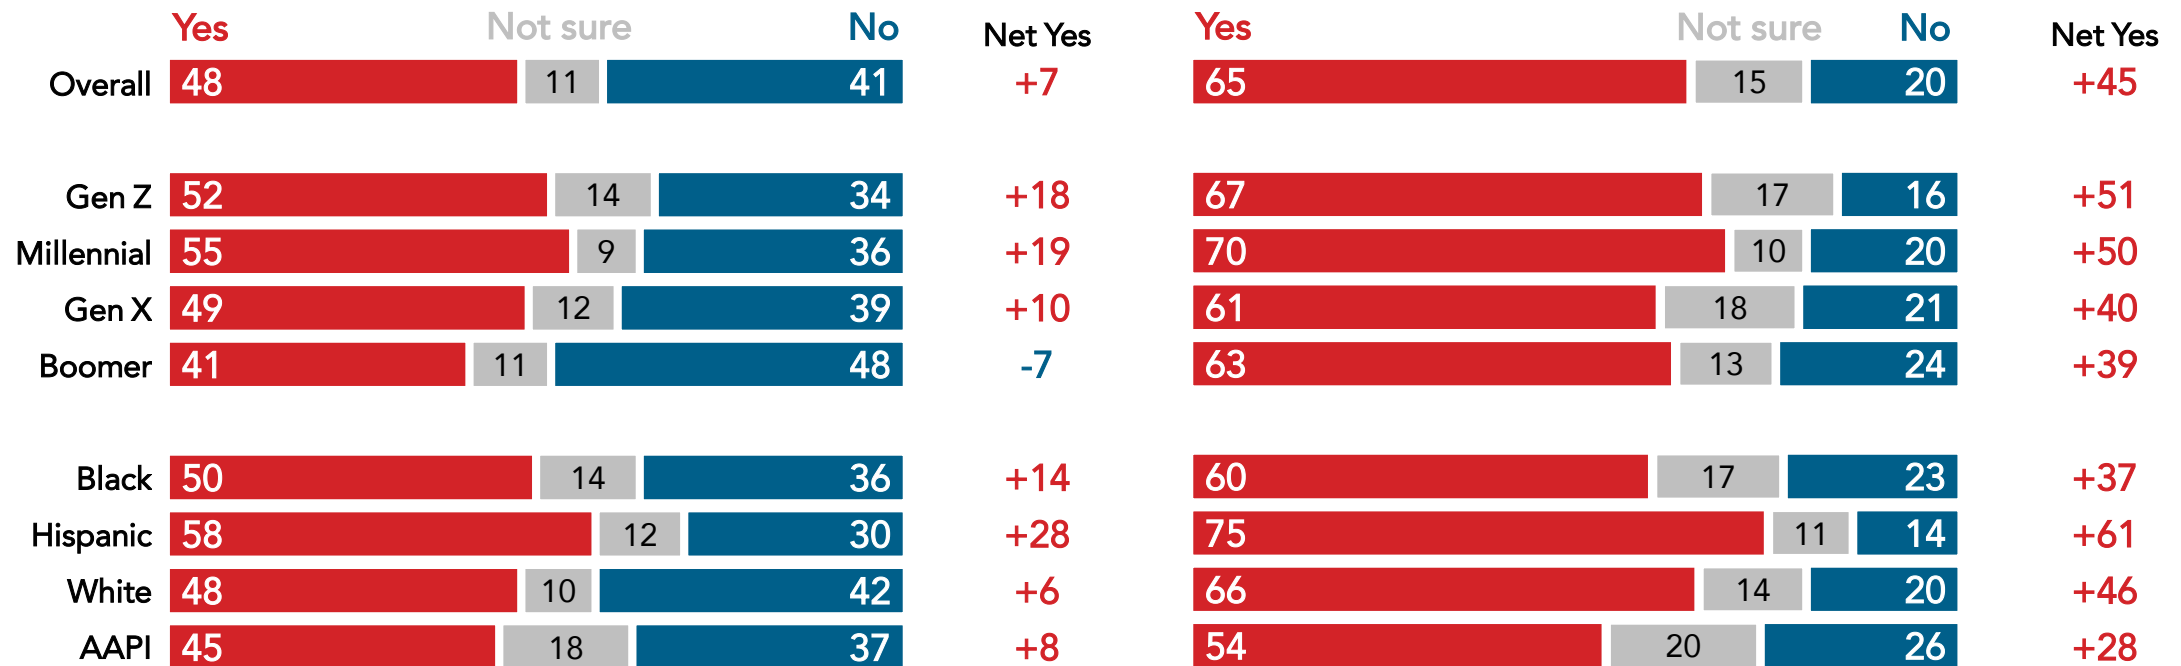 Yes Not sure No Net Yes Yes Not sure No Net Yes
Overall 48 11 41 +7 65 15 20 +45
Gen Z 52 14 34 +18 67 17 16 +51
Millennial 55 9 36 +19 70 10 20 +50
Gen X 49 12 39 +10 61 18 21 +40
Boomer 41 11 48 -7 63 13 24 +39
Black 50 14 36 +14 60 17 23 +37
Hispanic 58 12 30 +28 75 11 14 +61
White 48 10 42 +6 66 14 20 +46
AAPI 45 18 37 +8 54 20 26 +28